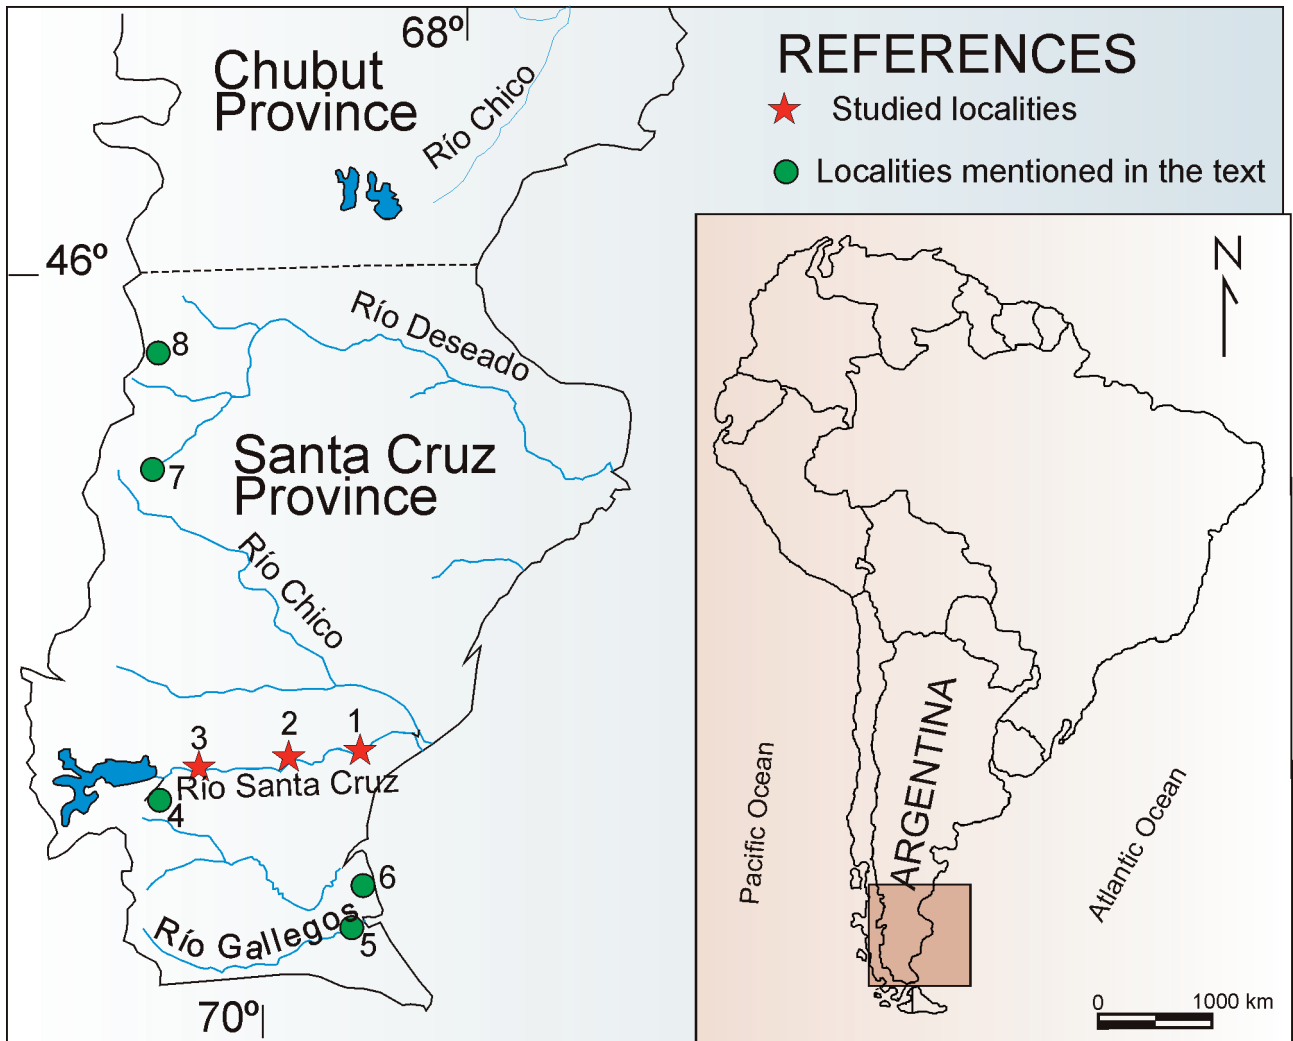 68º
Chubut
Province
Río Chico
REFERENCES
Studied localities
Localities mentioned in the text
46º
N
Río Deseado
8
Santa Cruz
Province
7
Río Chico
1
2
3
Río Santa Cruz
4
6
Río Gallegos
5
70º
ARGENTINA
Pacific Ocean
Atlantic Ocean
0 1000 km